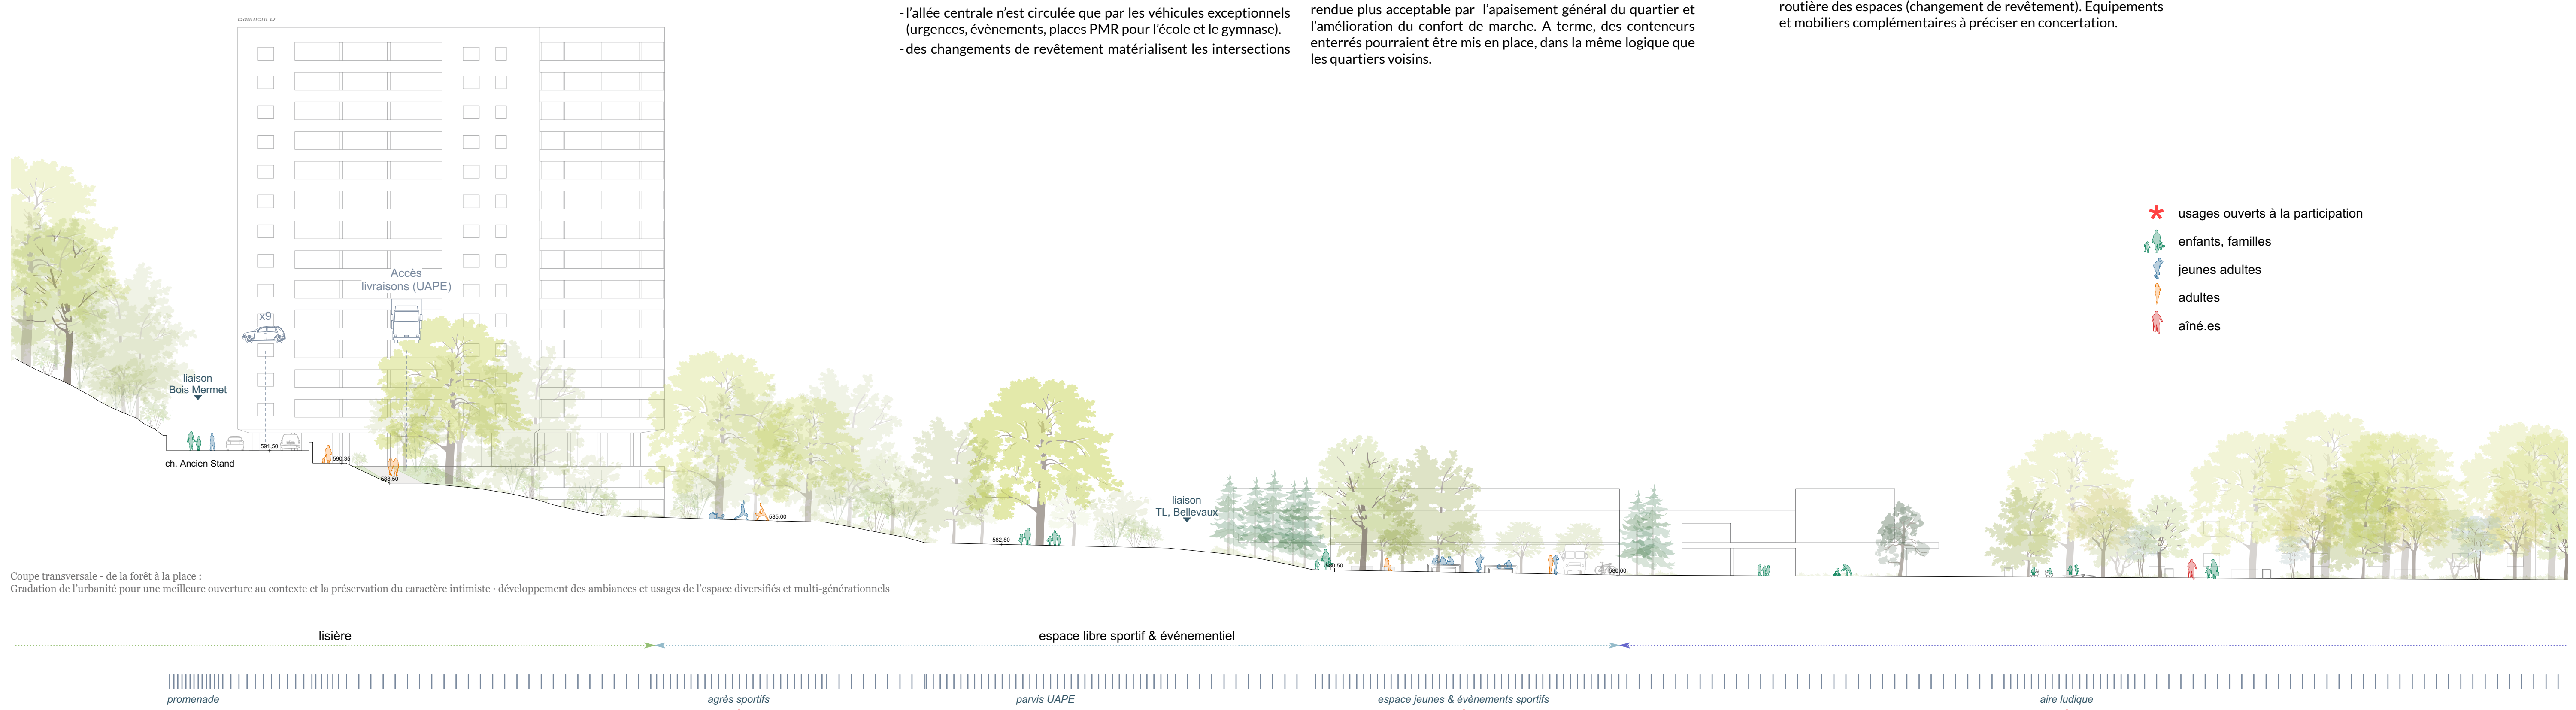 - l'allée centrale n'est circulée que par les véhicules exceptionnels
(urgences, évènements, places PMR pour l'école et le gymnase).
- des changements de revêtement matérialisent les intersections
rendue plus acceptable par l'apaisement général du quartier et
l'amélioration du confort de marche. A terme, des conteneurs
enterrés pourraient être mis en place, dans la même logique que
les quartiers voisins.
routière des espaces (changement de revêtement). Equipements
et mobiliers complémentaires à préciser en concertation.
usages ouverts à la participation
enfants, familles
jeunes adultes
adultes
aîné.es
Accès
livraisons (UAPE)
x9
liaison
Bois Mermet
591,50
590,35
ch. Ancien Stand
588,50
585,00
582,80
liaison
TL, Bellevaux
580,50
580,00
Coupe transversale - de la forêt à la place :
Gradation de l'urbanité pour une meilleure ouverture au contexte et la préservation du caractère intimiste · développement des ambiances et usages de l'espace diversifiés et multi-générationnels
lisière
espace libre sportif & événementiel
promenade
agrès sportifs
parvis UAPE
espace jeunes & évènements sportifs
aire ludique